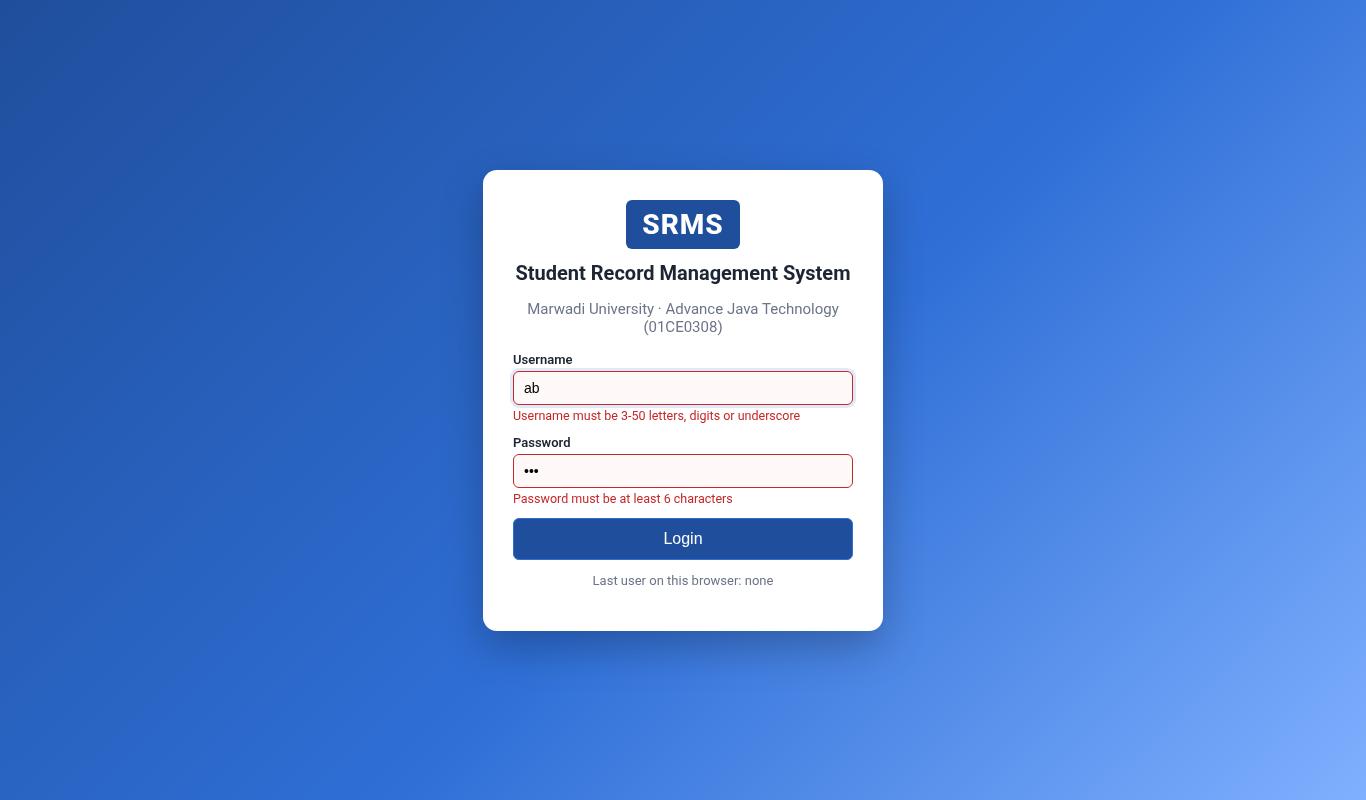 SRMS
Student Record Management System
Marwadi University · Advance Java Technology
(01CE0308)
Username
ab
Username must be 3-50 letters, digits or underscore
Password
•••
Password must be at least 6 characters
Login
Last user on this browser: none